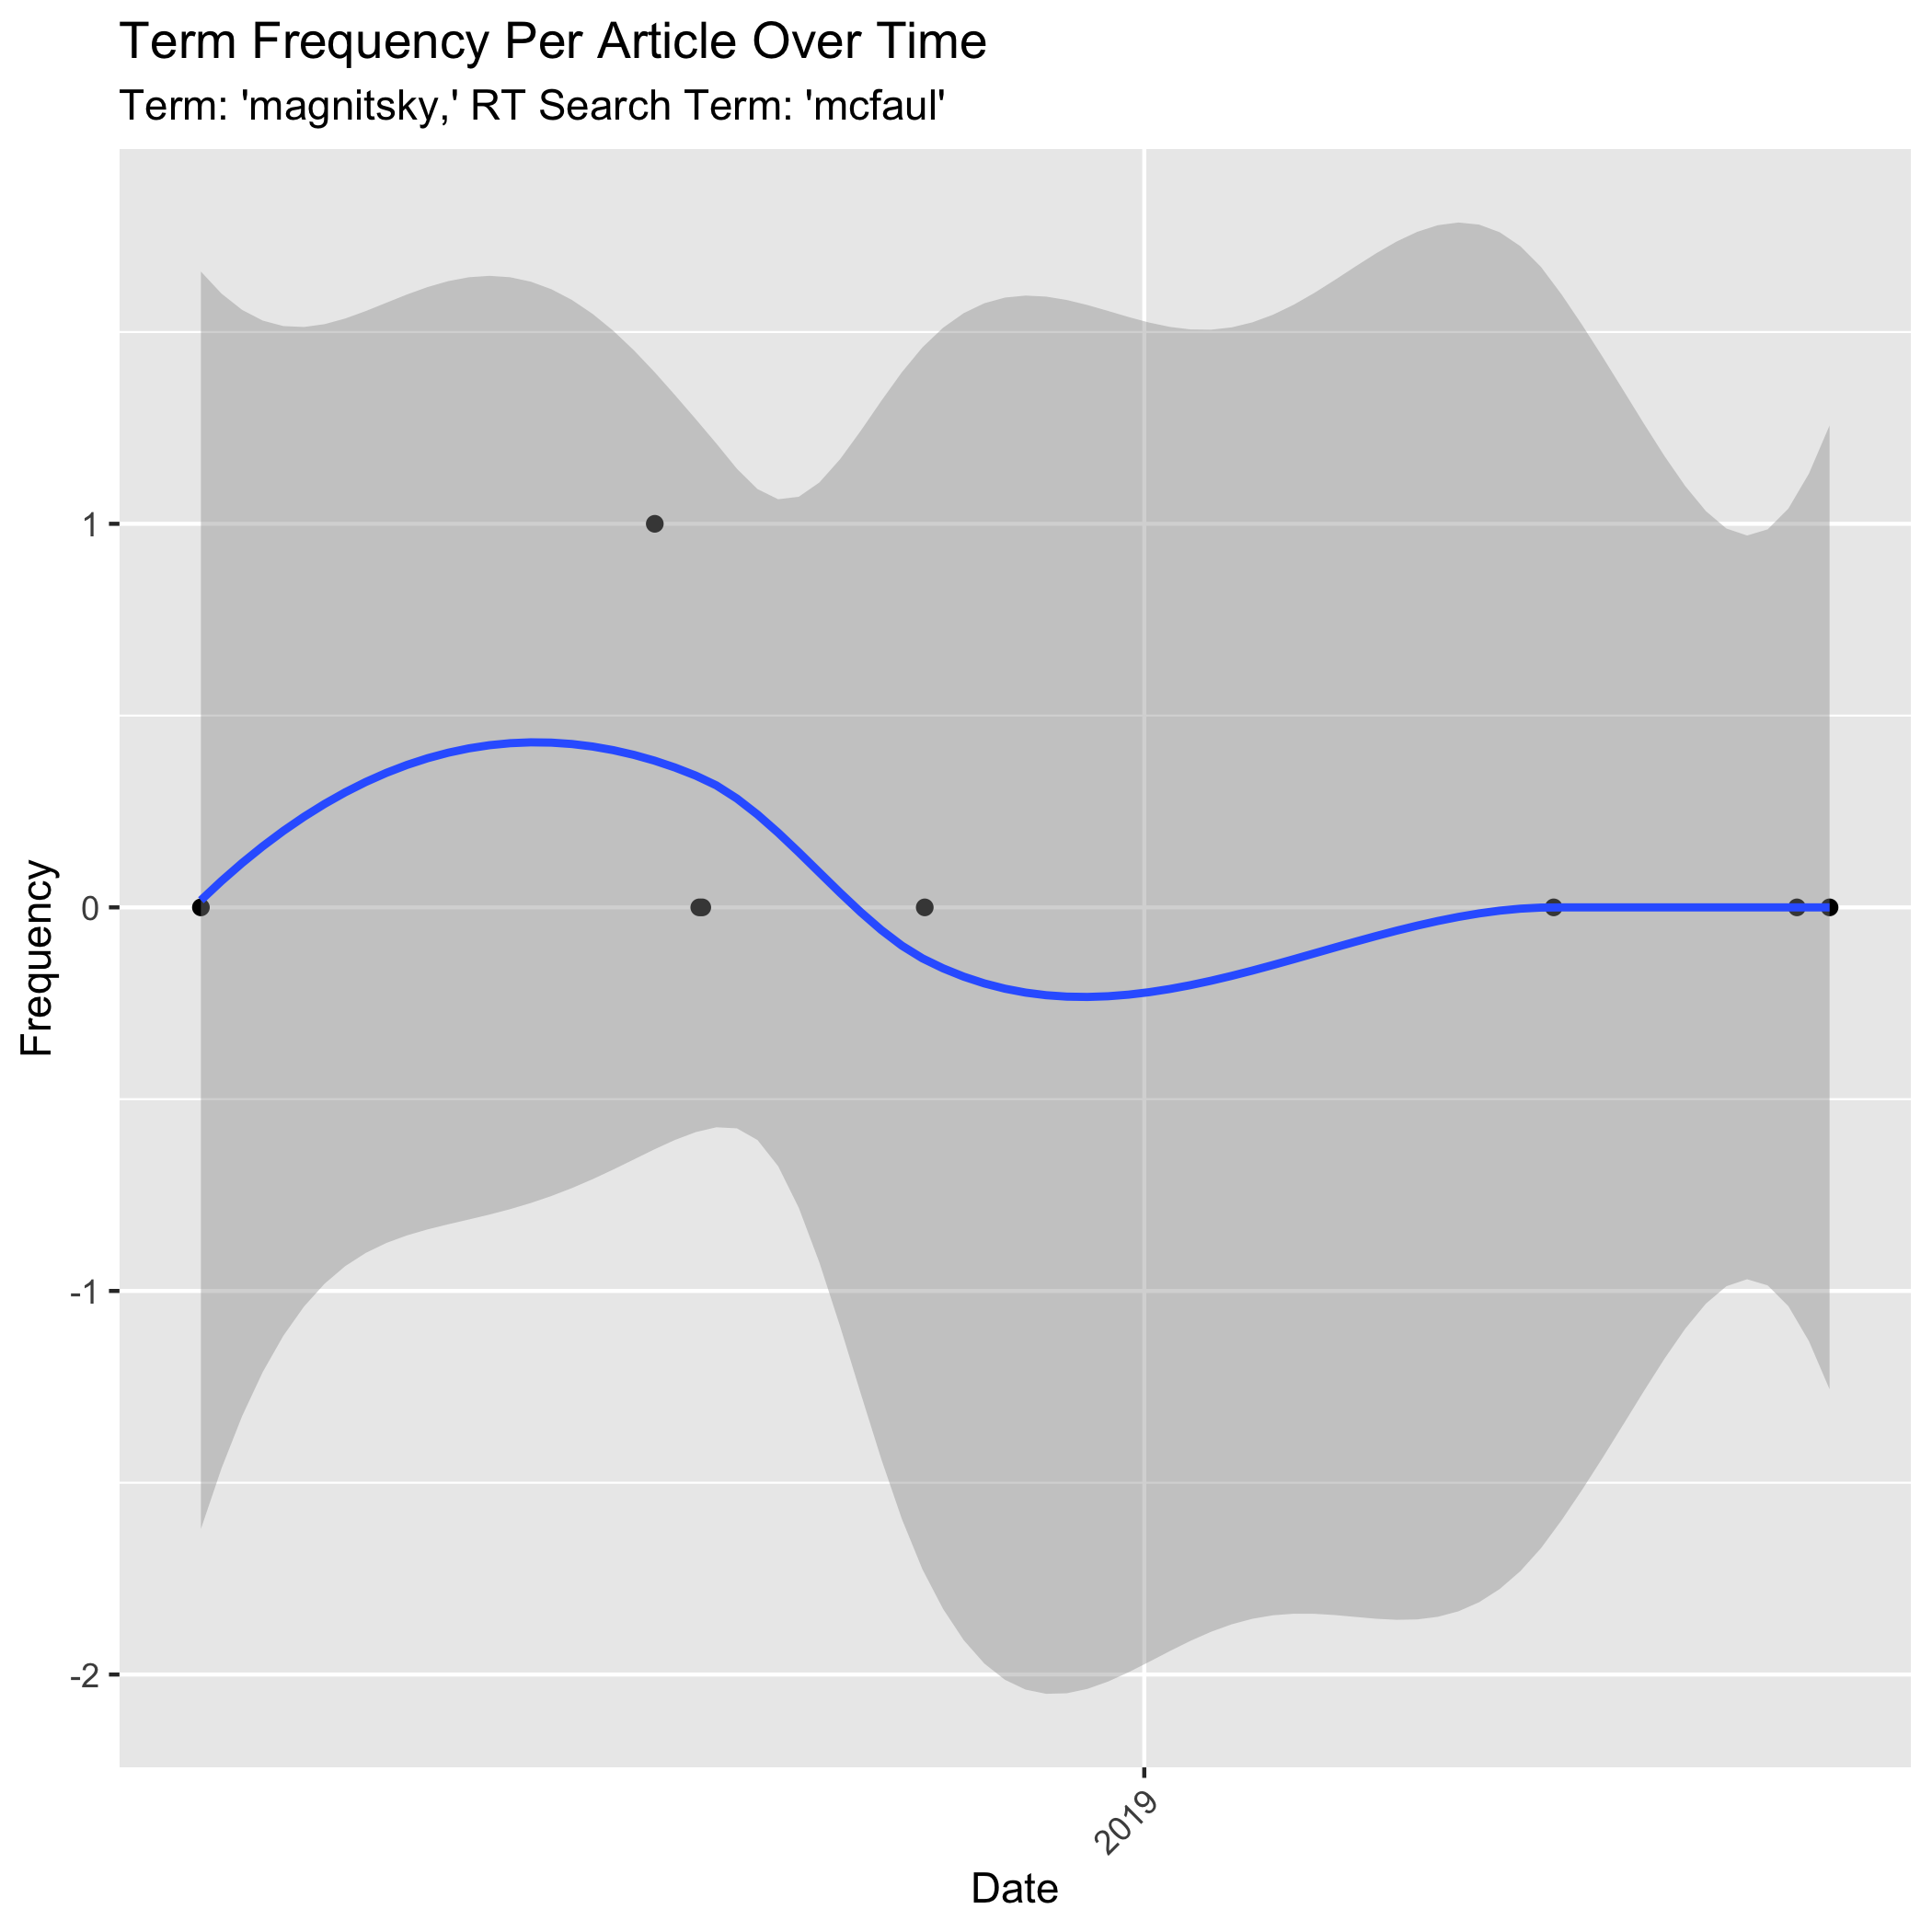 Term Frequency Per Article Over Time
Term: 'magnitsky,' RT Search Term: 'mcfaul'
Frequency
1
0
-1
-2
2019
Date